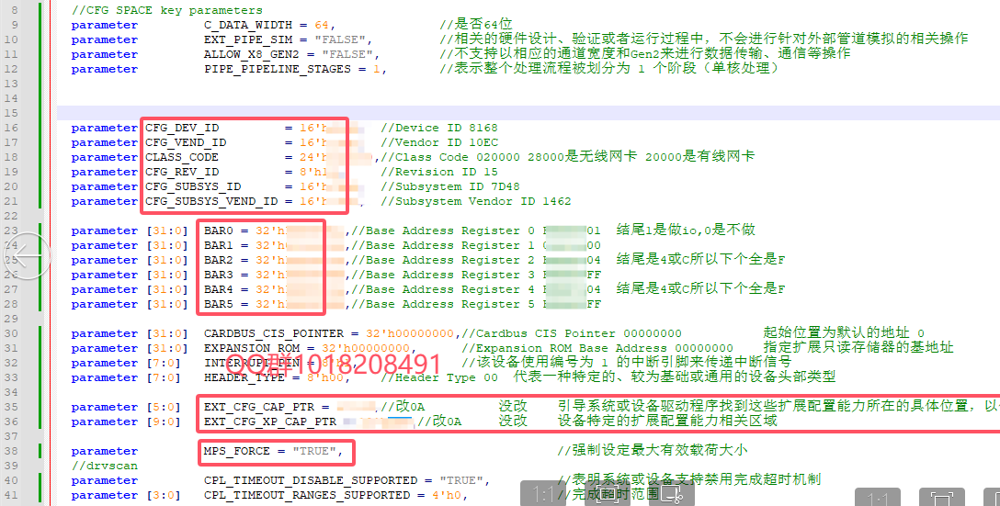 8 //CFG SPACE key parameters
9 parameter C_DATA_WIDTH = 64, //是否64位
10 parameter EXT_PIPE_SIM = "FALSE", //相关的硬件设计、验证或者运行过程中，不会进行针对外部管道模拟的相关操作
11 parameter ALLOW_X8_GEN2 = "FALSE", //不支持以相应的通道宽度和Gen2来进行数据传输、通信等操作
12 parameter PIPE_PIPELINE_STAGES = 1, //表示整个处理流程被划分为 1 个阶段（单核处理）
13
14
15
16 parameter CFG_DEV_ID = 16'h //Device ID 8168
17 parameter CFG_VEND_ID = 16'h //Vendor ID 10EC
18 parameter CLASS_CODE = 24'h ,//Class Code 020000 28000是无线网卡 20000是有线网卡
19 parameter CFG_REV_ID = 8'h1 //Revision ID 15
20 parameter CFG_SUBSYS_ID = 16'h //Subsystem ID 7D48
21 parameter CFG_SUBSYS_VEND_ID = 16'h , //Subsystem Vendor ID 1462
22
23 parameter [31:0] BAR0 = 32'h ,//Base Address Register 0 01 结尾1是做io,0是不做
24 parameter [31:0] BAR1 = 32'h ,//Base Address Register 1 00
25 parameter [31:0] BAR2 = 32'h ,//Base Address Register 2 04 结尾是4或C所以下个全是F
26 parameter [31:0] BAR3 = 32'h ,//Base Address Register 3 FF
27 parameter [31:0] BAR4 = 32'h ,//Base Address Register 4 04 结尾是4或C所以下个全是F
28 parameter [31:0] BAR5 = 32'h ,//Base Address Register 5 FF
29
30 parameter [31:0] CARDBUS_CIS_POINTER = 32'h00000000,//Cardbus CIS Pointer 00000000 起始位置为默认的地址 0
31 parameter [31:0] EXPANSION_ROM = 32'h00000000, //Expansion ROM Base Address 00000000 指定扩展只读存储器的基地址
32 parameter [7:0] INTERRUPT_PIN = //该设备使用编号为 1 的中断引脚来传递中断信号
QQ群1018208491
33 parameter [7:0] HEADER_TYPE = 8'h00, //Header Type 00 代表一种特定的、较为基础或通用的设备头部类型
34
35 parameter [5:0] EXT_CFG_CAP_PTR = ,//改0A 没改 引导系统或设备驱动程序找到这些扩展配置能力所在的具体位置，以
36 parameter [9:0] EXT_CFG_XP_CAP_PTR ,//改0A 没改 设备特定的扩展配置能力相关区域
37
38 parameter MPS_FORCE = "TRUE", //强制设定最大有效载荷大小
39 //drvscan
40 parameter CPL_TIMEOUT_DISABLE_SUPPORTED = "TRUE", //表明系统或设备支持禁用完成超时机制
41 parameter [3:0] CPL_TIMEOUT_RANGES_SUPPORTED = 4'h0, //完成超时范围
1:1
1:1